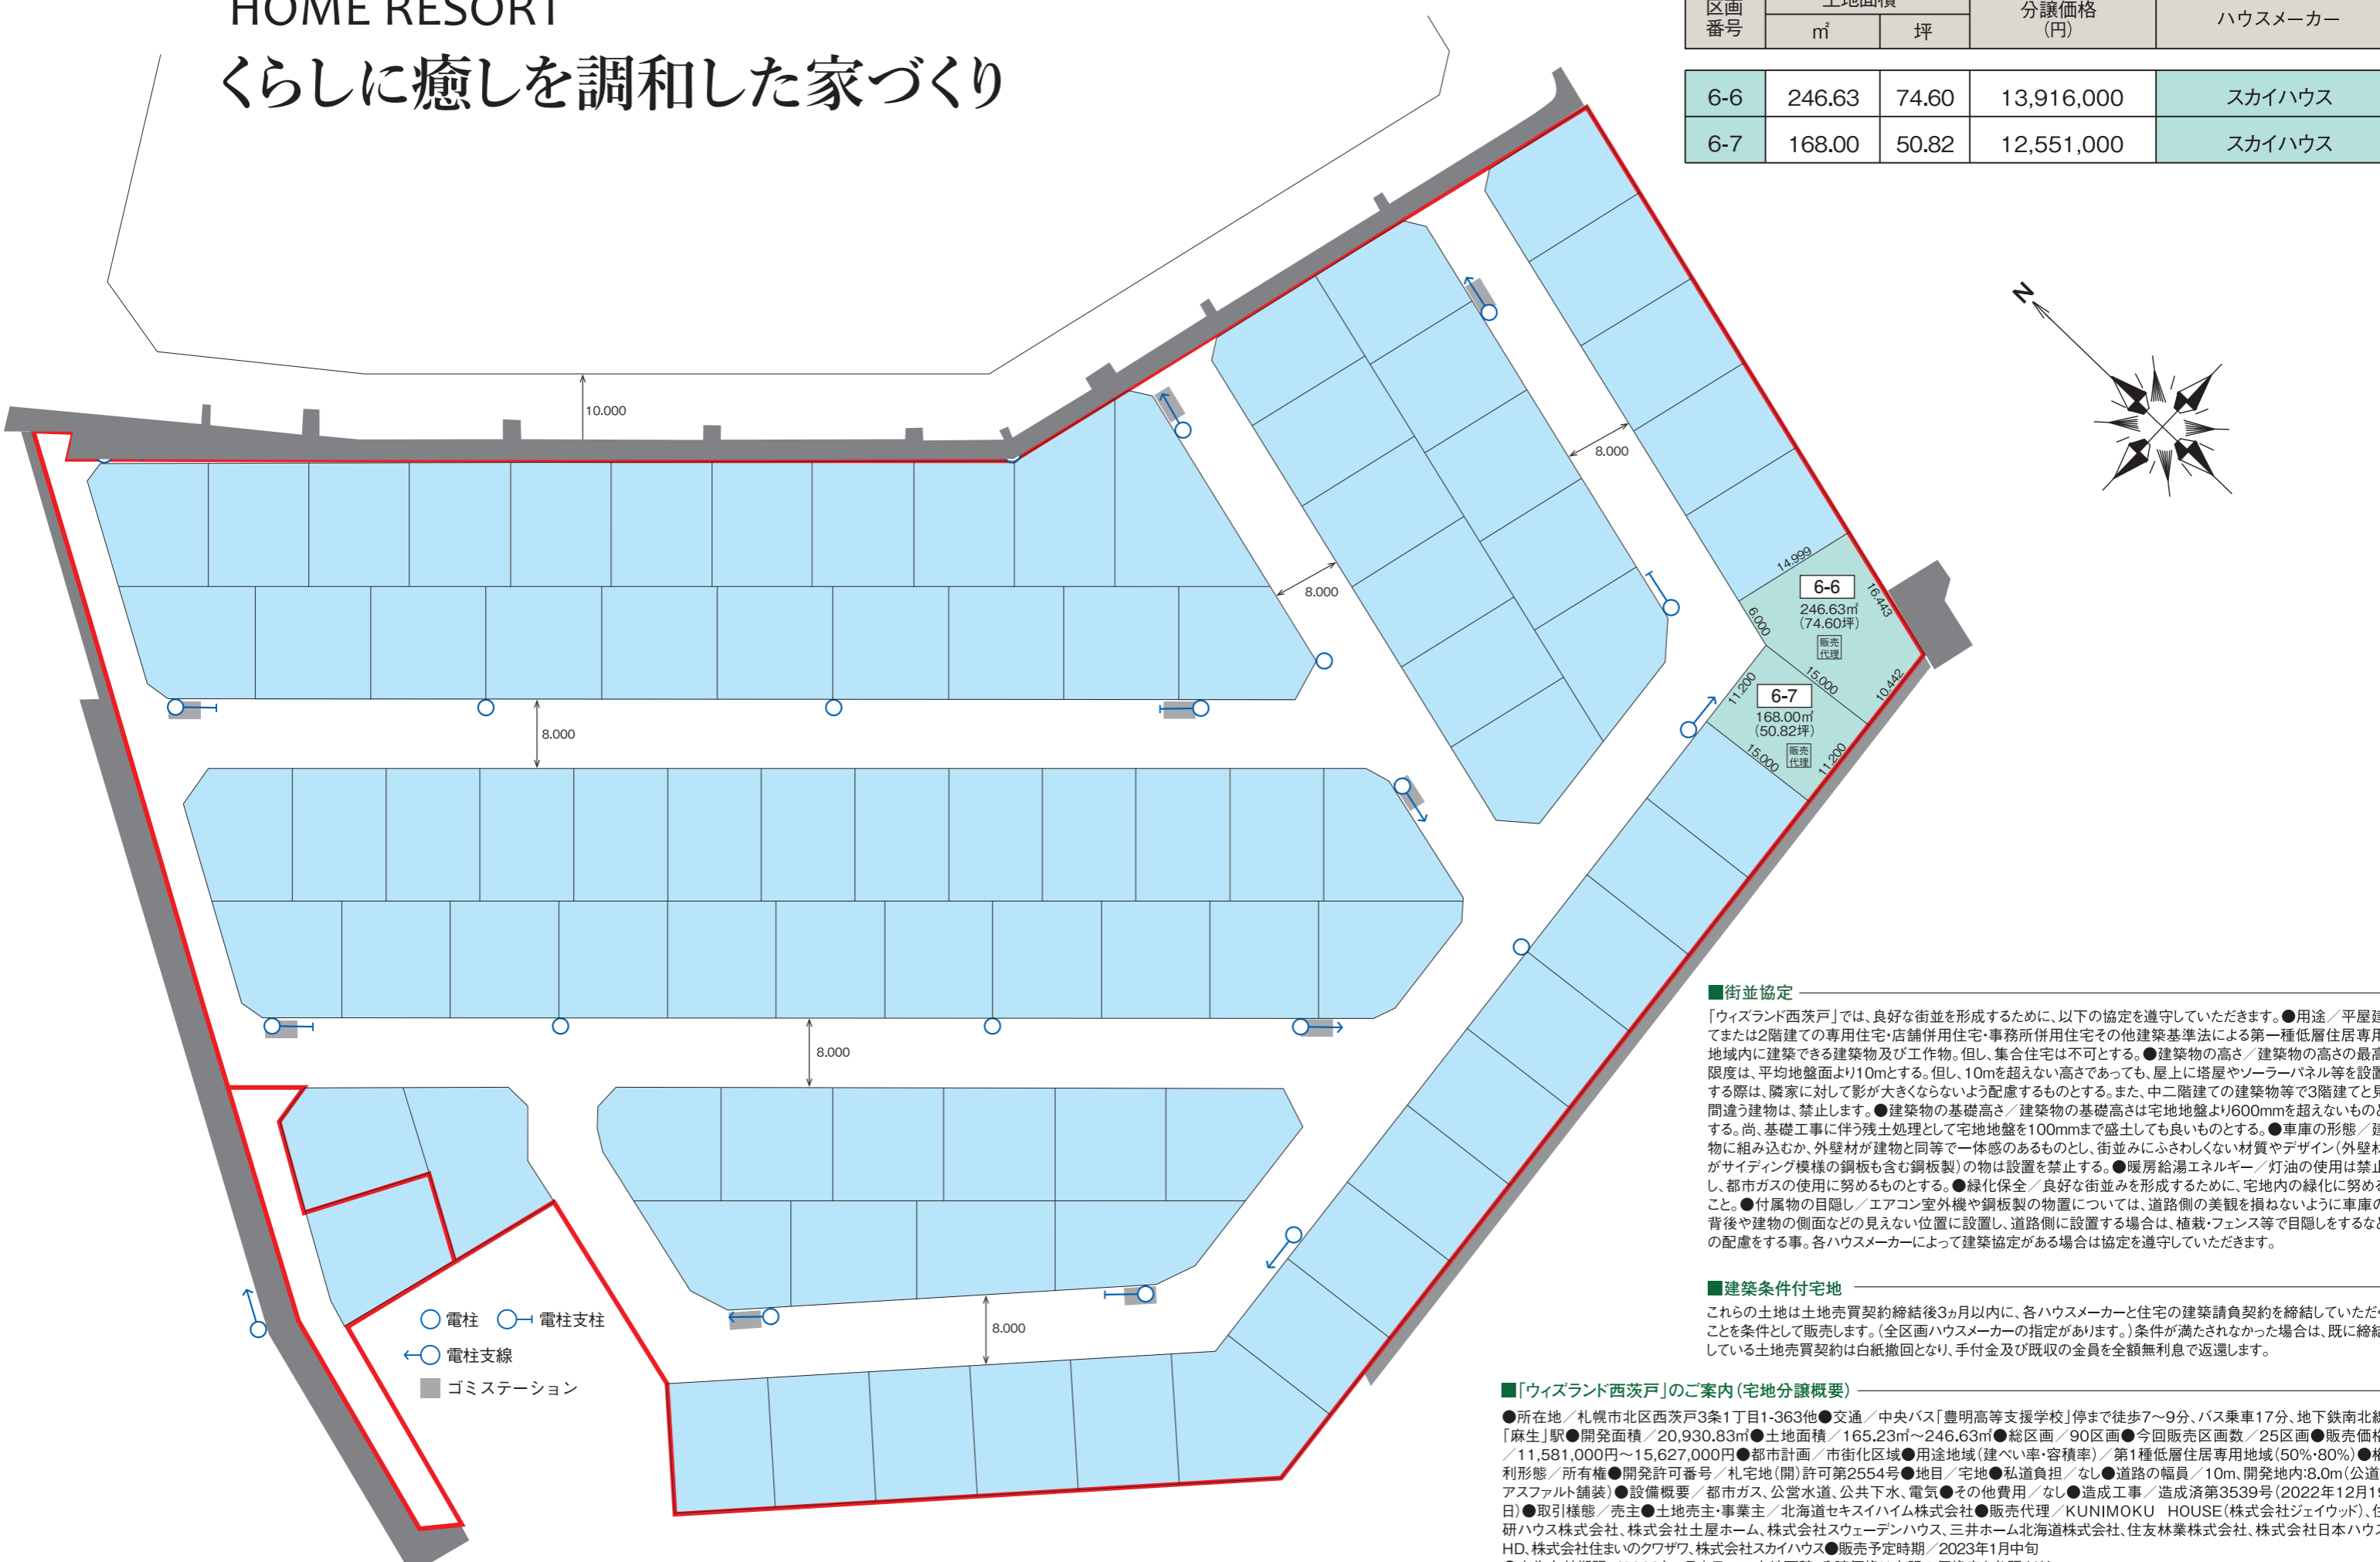 HOME RESORT
くらしに癒しを調和した家づくり
区画番号 土地面積 ㎡ 坪 分譲価格(円) ハウスメーカー
6-6 246.63 74.60 13,916,000 スカイハウス
6-7 168.00 50.82 12,551,000 スカイハウス
N
10.000
8.000
8.000
8.000
8.000
8.000
14.999
6-6
246.63㎡
(74.60坪)
販売代理
16.443
6.000
15.000
10.442
11.200
6-7
168.00㎡
(50.82坪)
販売代理
15.000
11.200
電柱 電柱支柱
電柱支線
ゴミステーション
■街並協定
「ウィズランド西茨戸」では、良好な街並を形成するために、以下の協定を遵守していただきます。●用途／平屋建
てまたは2階建ての専用住宅・店舗併用住宅・事務所併用住宅その他建築基準法による第一種低層住居専用
地域内に建築できる建築物及び工作物。但し、集合住宅は不可とする。●建築物の高さ／建築物の高さの最高
限度は、平均地盤面より10mとする。但し、10mを超えない高さであっても、屋上に塔屋やソーラーパネル等を設置
する際は、隣家に対して影が大きくならないよう配慮するものとする。また、中二階建ての建築物等で3階建てと見
間違う建物は、禁止します。●建築物の基礎高さ／建築物の基礎高さは宅地地盤より600mmを超えないものと
する。尚、基礎工事に伴う残土処理として宅地地盤を100mmまで盛土しても良いものとする。●車庫の形態／建
物に組み込むか、外壁材が建物と同等で一体感のあるものとし、街並みにふさわしくない材質やデザイン(外壁材
がサイディング模様の鋼板も含む鋼板製)の物は設置を禁止する。●暖房給湯エネルギー／灯油の使用は禁止
し、都市ガスの使用に努めるものとする。●緑化保全／良好な街並みを形成するために、宅地内の緑化に努める
こと。●付属物の目隠し／エアコン室外機や鋼板製の物置については、道路側の美観を損ねないように車庫の
背後や建物の側面などの見えない位置に設置し、道路側に設置する場合は、植栽・フェンス等で目隠しをするなど
の配慮をする事。各ハウスメーカーによって建築協定がある場合は協定を遵守していただきます。
■建築条件付宅地
これらの土地は土地売買契約締結後3ヵ月以内に、各ハウスメーカーと住宅の建築請負契約を締結していただく
ことを条件として販売します。(全区画ハウスメーカーの指定があります。)条件が満たされなかった場合は、既に締結
している土地売買契約は白紙撤回となり、手付金及び既収の金員を全額無利息で返還します。
■「ウィズランド西茨戸」のご案内(宅地分譲概要)
●所在地／札幌市北区西茨戸3条1丁目1-363他●交通／中央バス「豊明高等支援学校」停まで徒歩7〜9分、バス乗車17分、地下鉄南北線
「麻生」駅●開発面積／20,930.83㎡●土地面積／165.23㎡〜246.63㎡●総区画／90区画●今回販売区画数／25区画●販売価格
／11,581,000円〜15,627,000円●都市計画／市街化区域●用途地域(建ぺい率・容積率)／第1種低層住居専用地域(50%・80%)●権
利形態／所有権●開発許可番号／札宅地(開)許可第2554号●地目／宅地●私道負担／なし●道路の幅員／10m、開発地内:8.0m(公道
アスファルト舗装)●設備概要／都市ガス、公営水道、公共下水、電気●その他費用／なし●造成工事／造成済第3539号(2022年12月19
日)●取引様態／売主●土地売主・事業主／北海道セキスイハイム株式会社●販売代理／KUNIMOKU HOUSE(株式会社ジェイウッド)、住
研ハウス株式会社、株式会社土屋ホーム、株式会社スウェーデンハウス、三井ホーム北海道株式会社、住友林業株式会社、株式会社日本ハウス
HD、株式会社住まいのクワザワ、株式会社スカイハウス●販売予定時期／2023年1月中旬